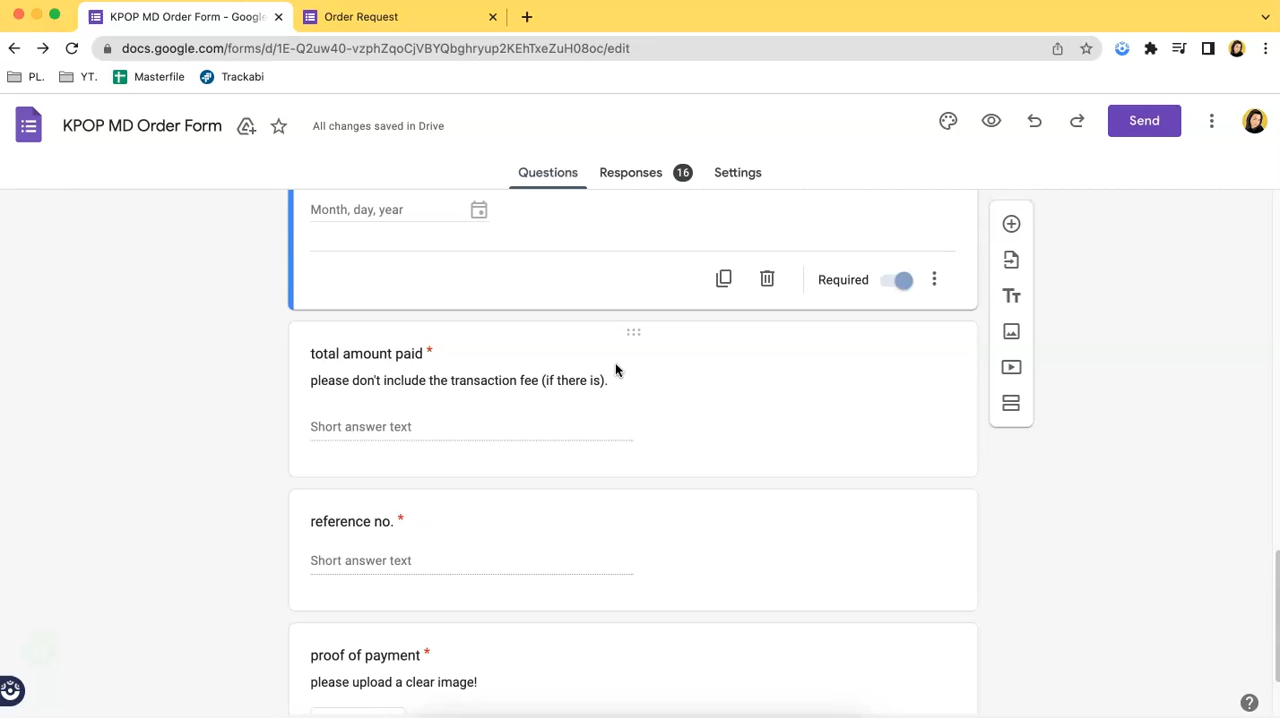 KPOP MD Order Form - Google
Order Request
docs.google.com/forms/d/1E-Q2uw40-vzphZqoCjVBYQbghryup2KEhTxeZuH08oc/edit
PL.
YT.
Masterfile
Trackabi
KPOP MD Order Form
All changes saved in Drive
Send
Questions
Responses
16
Settings
Month, day, year
Required
Tт
total amount paid *
please don't include the transaction fee (if there is).
Short answer text
reference no. *
Short answer text
proof of payment *
please upload a clear image!